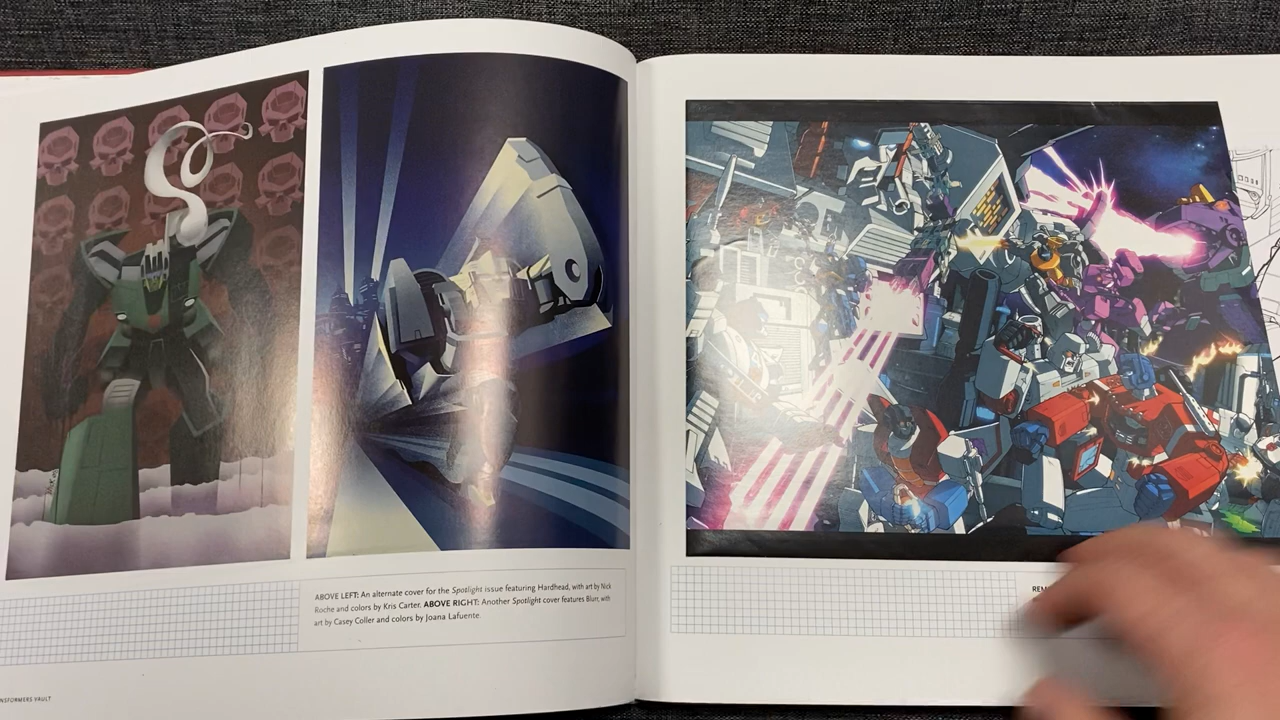 ABOVE LEFT: An alternate cover for the Spotlight issue featuring Hardhead, with art by Nick
Roche and colors by Kris Carter. ABOVE RIGHT: Another Spotlight cover features Blurr, with
art by Casey Coller and colors by Joana Lafuente.
NSFORMERS VAULT
REM